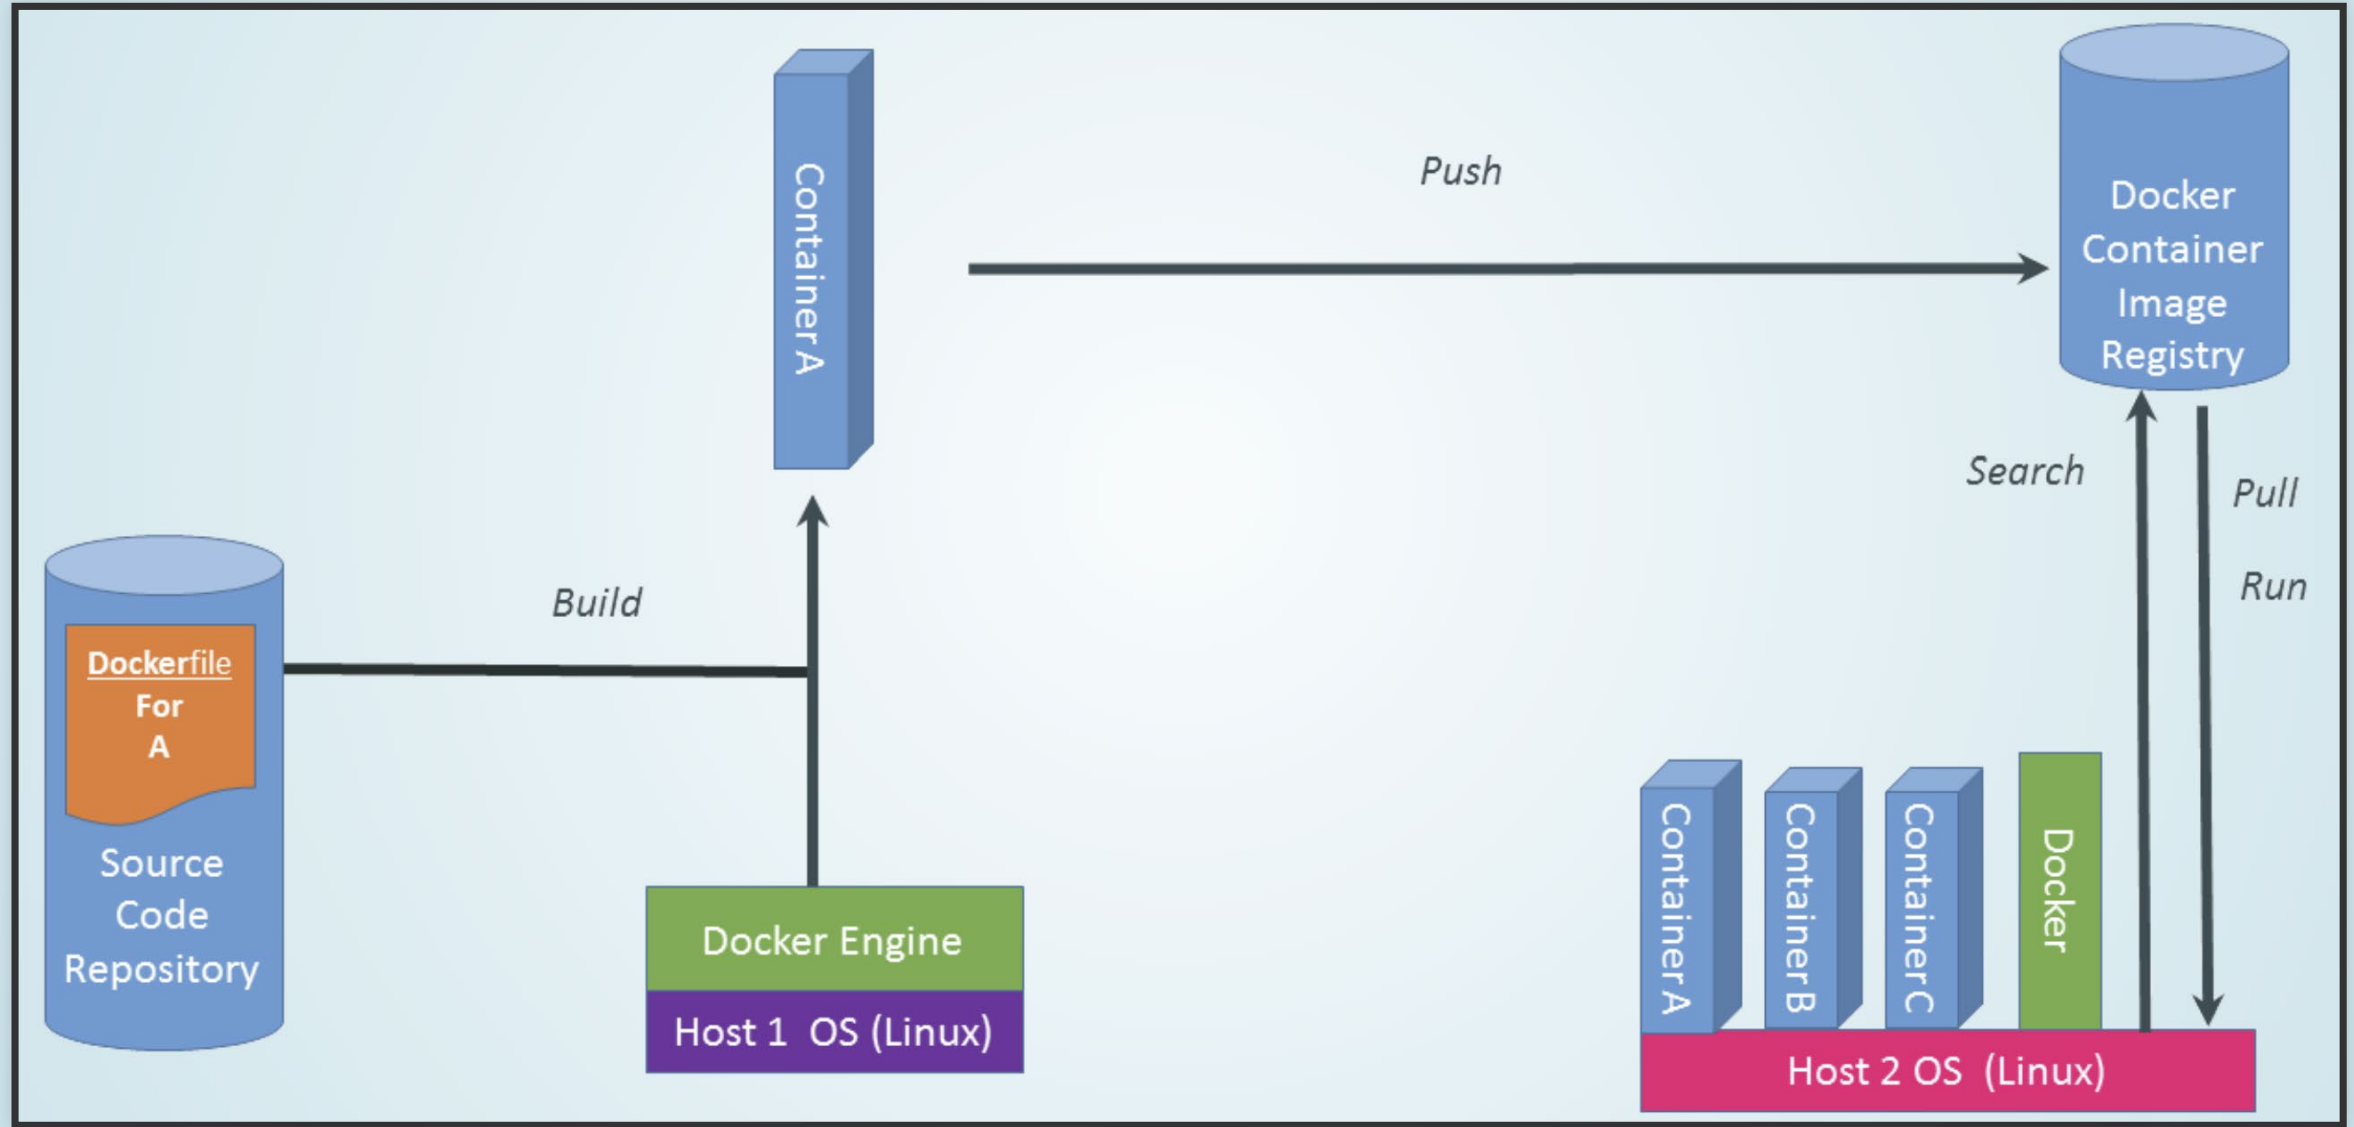 Container A
Push
Docker
Container
Image
Registry
Search
Pull
Run
Build
Dockerfile
For
A
Source
Code
Repository
Docker Engine
Host 1 OS (Linux)
Container A
Container B
Container C
Docker
Host 2 OS (Linux)